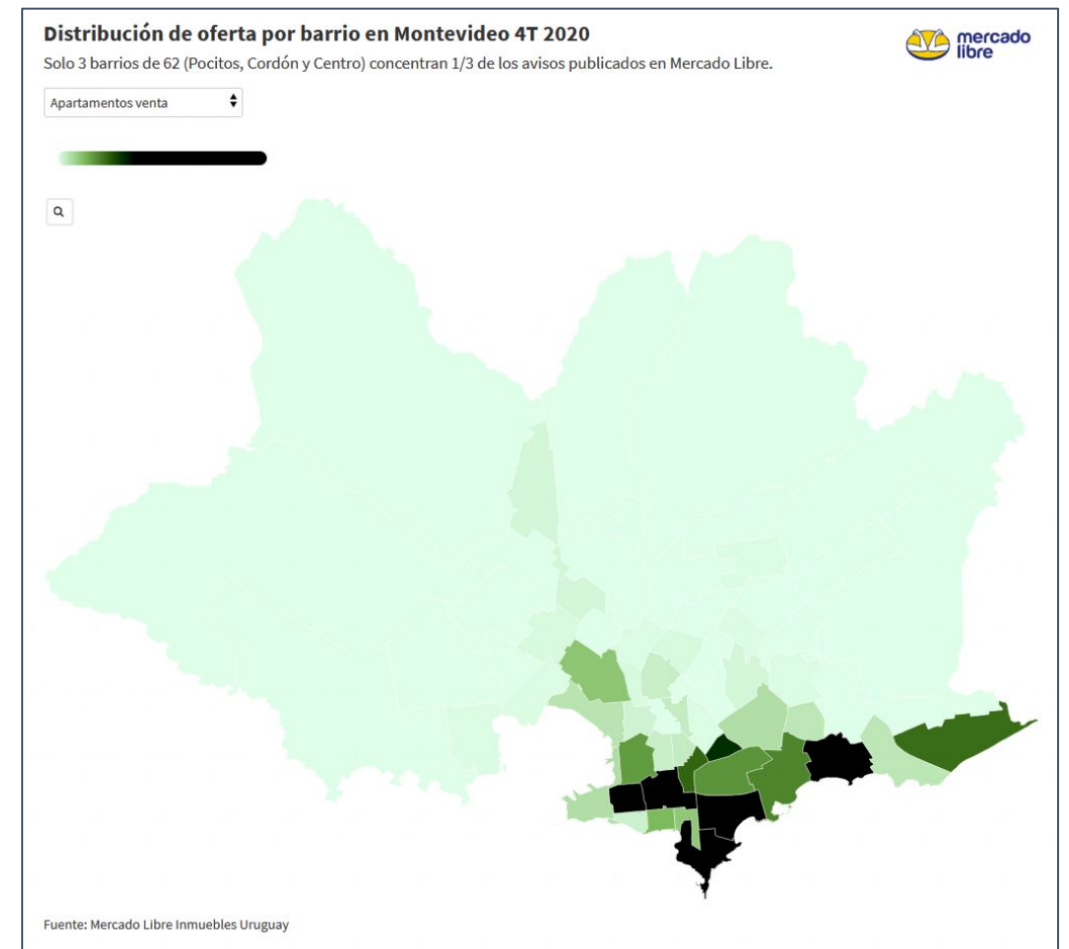 Distribución de oferta por barrio en Montevideo 4T 2020
Solo 3 barrios de 62 (Pocitos, Cordón y Centro) concentran 1/3 de los avisos publicados en Mercado Libre.
mercado
libre
Apartamentos venta
Fuente: Mercado Libre Inmuebles Uruguay